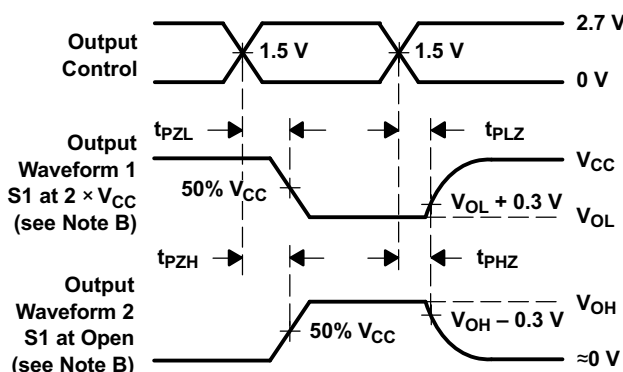 Output
Control
1.5 V
1.5 V
2.7 V
0 V
tPZL
tPLZ
Output
Waveform 1
S1 at 2 × VCC
(see Note B)
50% VCC
VCC
VOL + 0.3 V
VOL
tPZH
tPHZ
Output
Waveform 2
S1 at Open
(see Note B)
50% VCC
VOH
VOH – 0.3 V
≈0 V